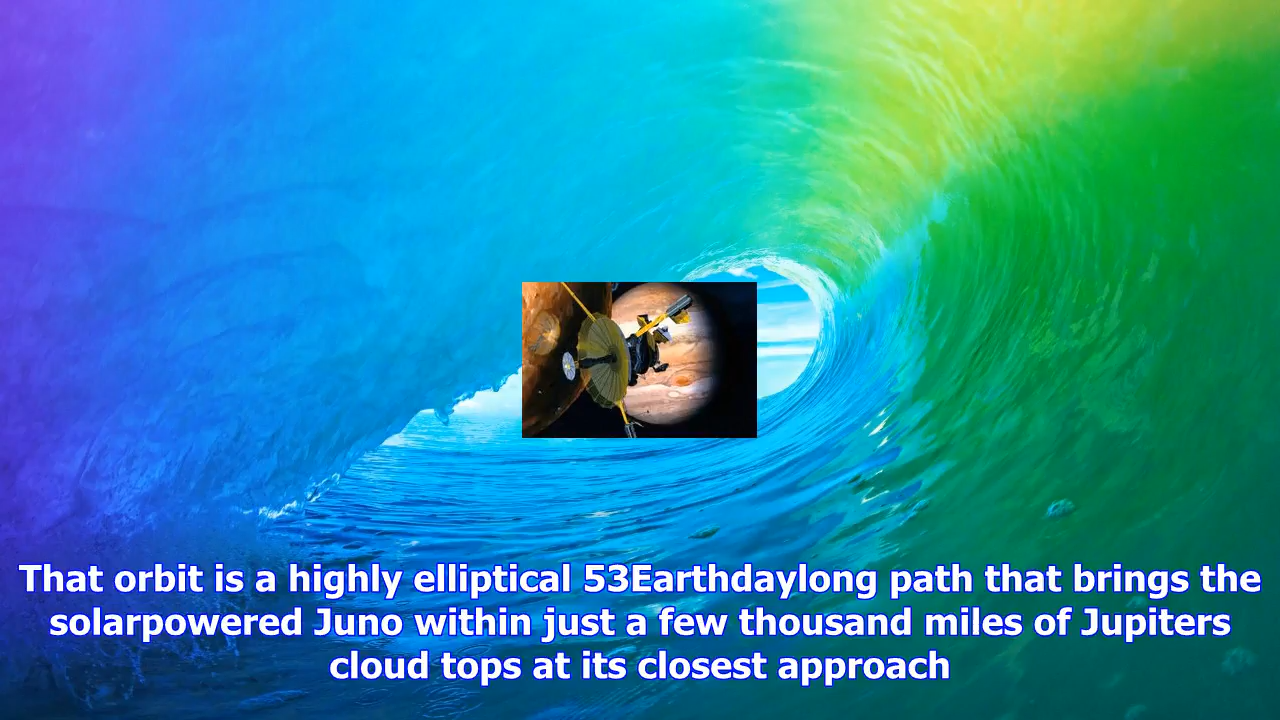 That orbit is a highly elliptical 53Earthdaylong path that brings the
solarpowered Juno within just a few thousand miles of Jupiters
cloud tops at its closest approach